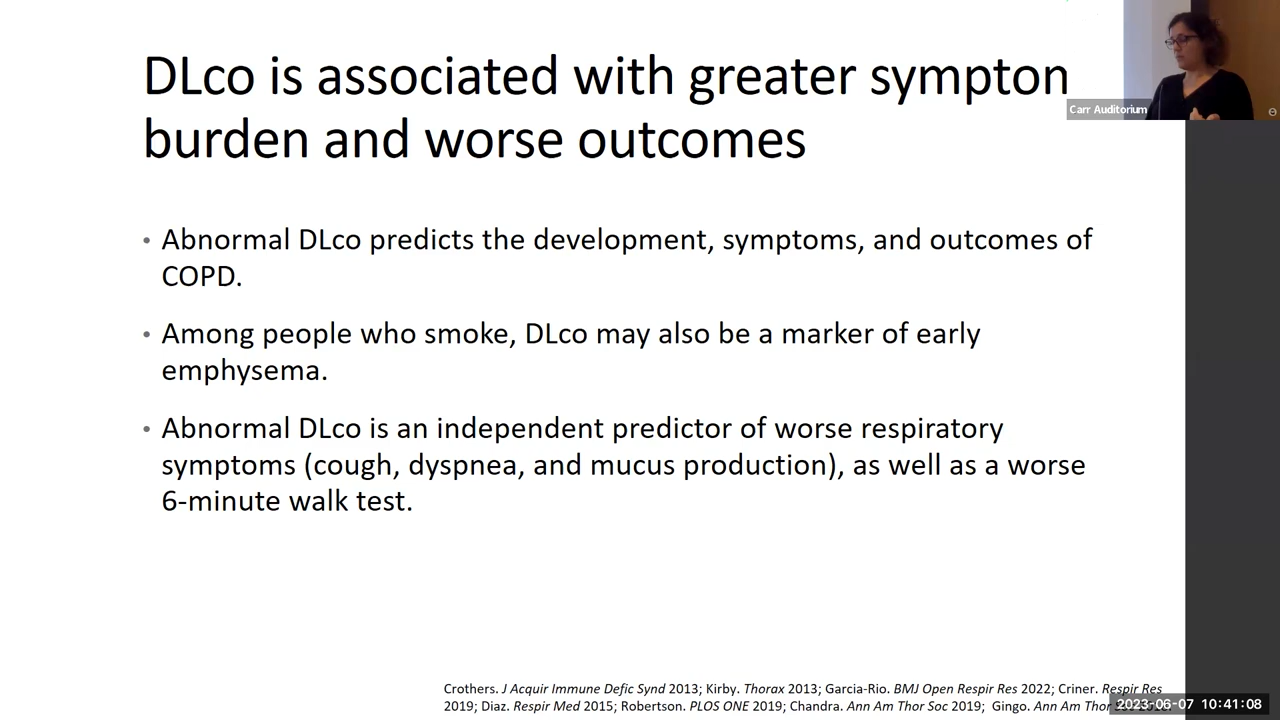 DLco is associated with greater sympton
burden and worse outcomes
Carr Auditorium
• Abnormal DLco predicts the development, symptoms, and outcomes of
COPD.
• Among people who smoke, DLco may also be a marker of early
emphysema.
• Abnormal DLco is an independent predictor of worse respiratory
symptoms (cough, dyspnea, and mucus production), as well as a worse
6-minute walk test.
Crothers. J Acquir Immune Defic Synd 2013; Kirby. Thorax 2013; Garcia-Rio. BMJ Open Respir Res 2022; Criner. Respir Res
2019; Diaz. Respir Med 2015; Robertson. PLOS ONE 2019; Chandra. Ann Am Thor Soc 2019; Gingo. Ann Am Thor
2023-06-07 10:41:08